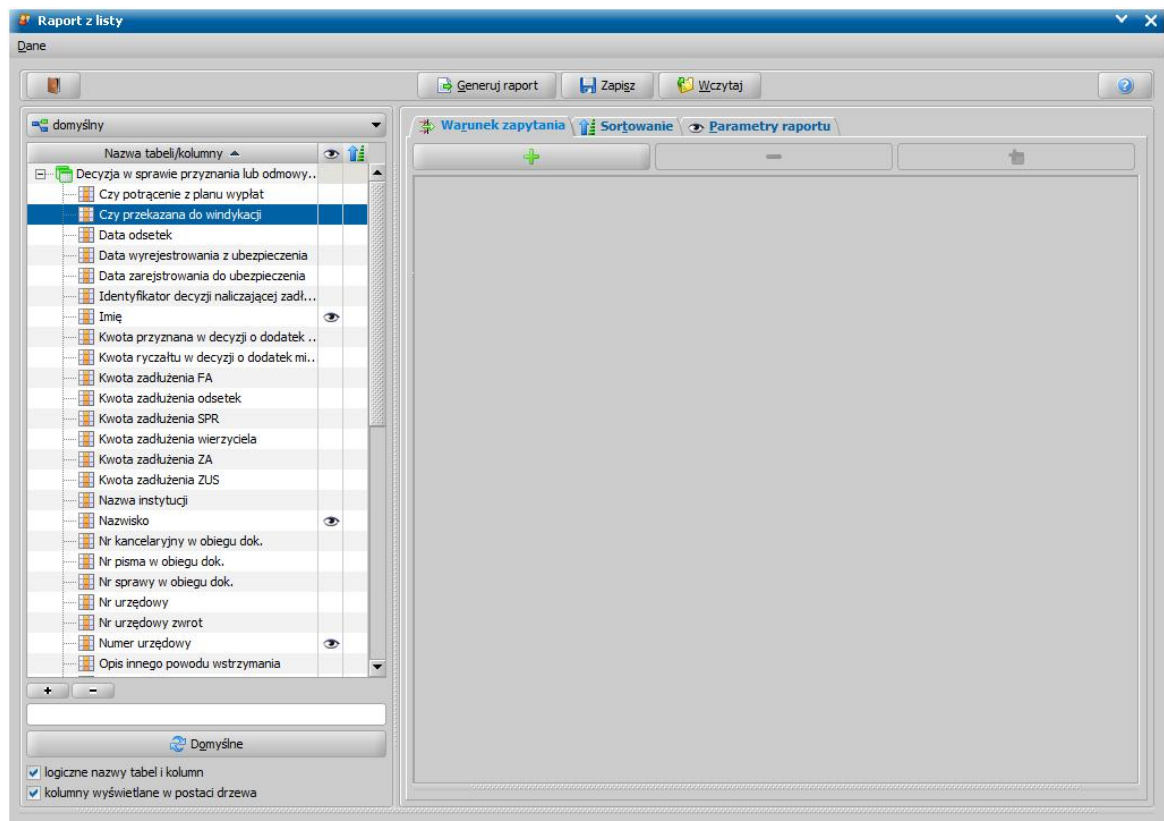 Raport z listy
Dane
Generuj raport
Zapisz
Wczytaj
domyślny
Nazwa tabeli/kolumny
Decyzja w sprawie przyznania lub odmowy..
Czy potrącenie z planu wypłat
Czy przekazana do windykacji
Data odsetek
Data wyrejestrowania z ubezpieczenia
Data zarejstrowania do ubezpieczenia
Identyfikator decyzji naliczającej zadł...
Imię
Kwota przyznana w decyzji o dodatek ..
Kwota ryczałtu w decyzji o dodatek mi..
Kwota zadłużenia FA
Kwota zadłużenia odsetek
Kwota zadłużenia SPR
Kwota zadłużenia wierzyciela
Kwota zadłużenia ZA
Kwota zadłużenia ZUS
Nazwa instytucji
Nazwisko
Nr kancelaryjny w obiegu dok.
Nr pisma w obiegu dok.
Nr sprawy w obiegu dok.
Nr urzędowy
Nr urzędowy zwrot
Numer urzędowy
Opis innego powodu wstrzymania
Domyślne
logiczne nazwy tabel i kolumn
kolumny wyświetlane w postaci drzewa
Warunek zapytania
Sortowanie
Parametry raportu